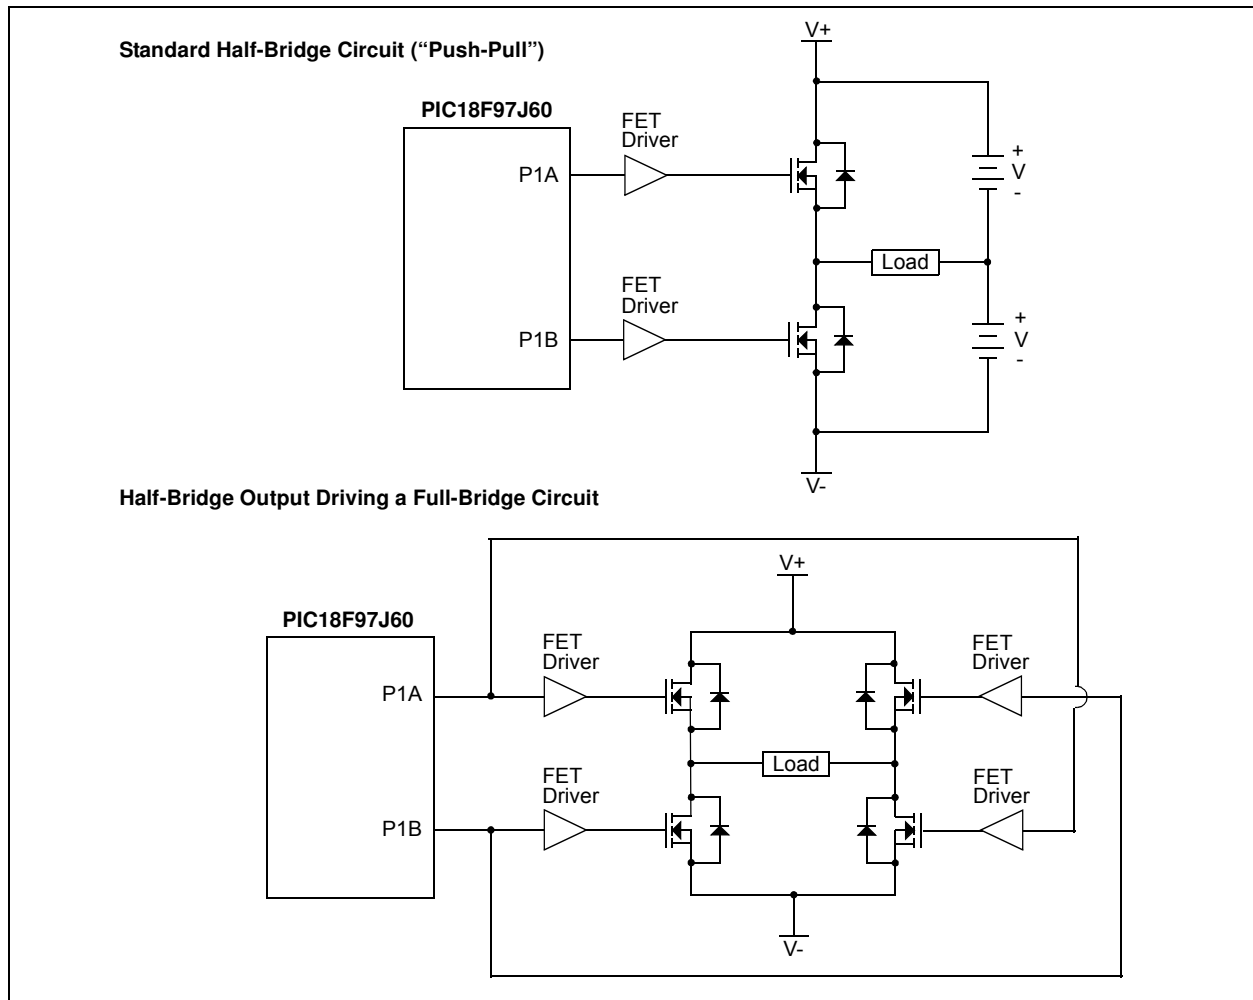 Standard Half-Bridge Circuit (“Push-Pull”)
V+
PIC18F97J60
FET
Driver
P1A
+
V
-
Load
FET
Driver
P1B
+
V
-
V-
Half-Bridge Output Driving a Full-Bridge Circuit
V+
PIC18F97J60
FET
Driver
FET
Driver
P1A
Load
FET
Driver
FET
Driver
P1B
V-